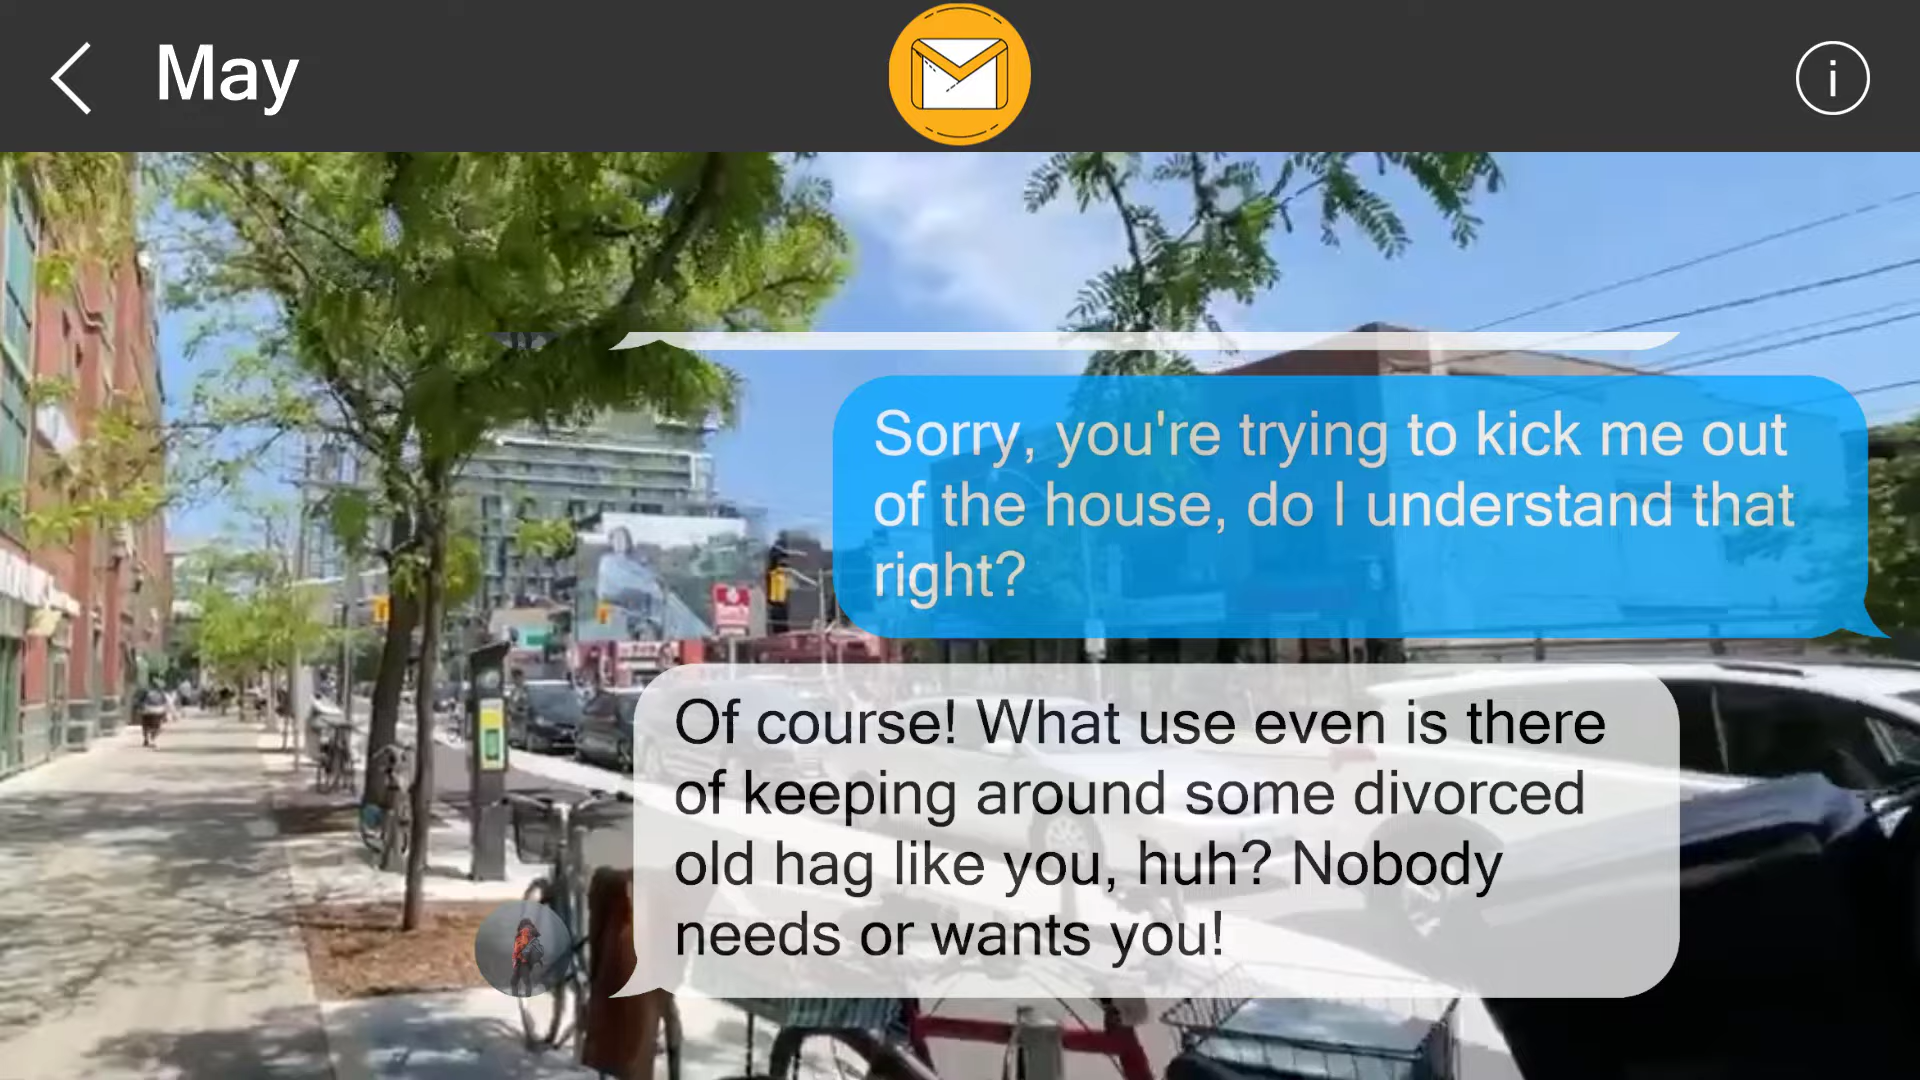 May
Sorry, you're trying to kick me out
of the house, do I understand that
right?
Of course! What use even is there
of keeping around some divorced
old hag like you, huh? Nobody
needs or wants you!